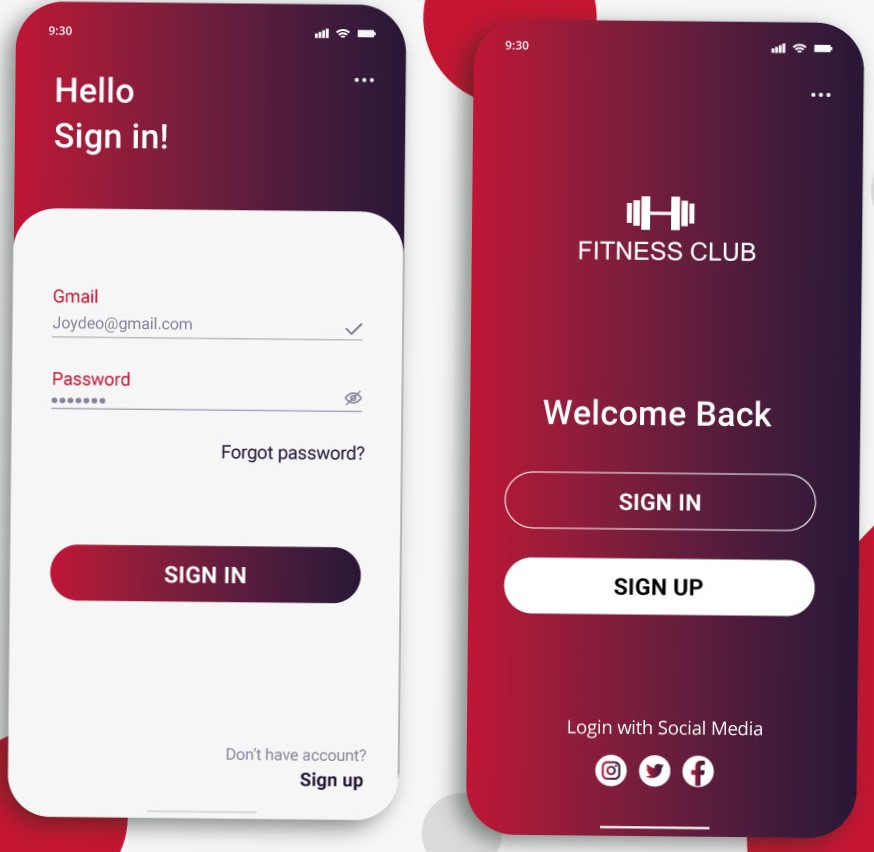 9:30
Hello
Sign in!
Gmail
Joydeo@gmail.com
Password
Forgot password?
SIGN IN
Don't have account?
Sign up
9:30
FITNESS CLUB
Welcome Back
SIGN IN
SIGN UP
Login with Social Media